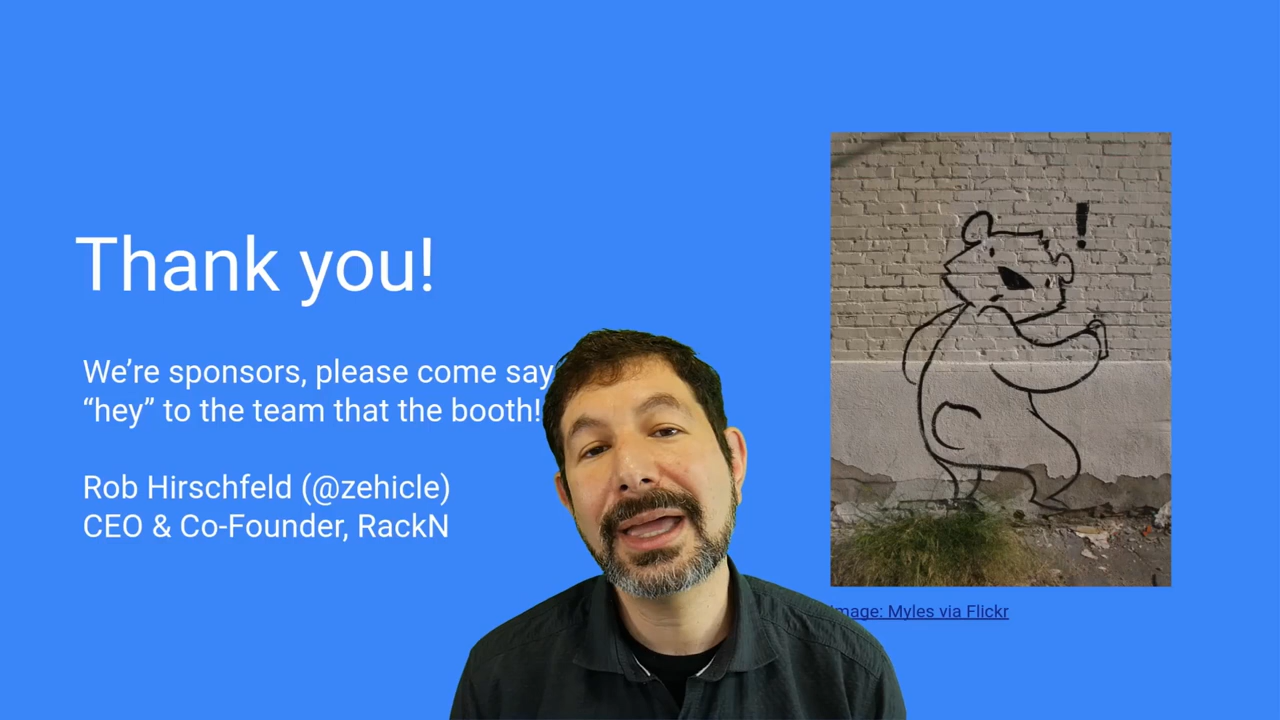 Thank you!
We’re sponsors, please come say
“hey” to the team that the booth!
Rob Hirschfeld (@zehicle)
CEO & Co-Founder, RackN
!
Image: Myles via Flickr